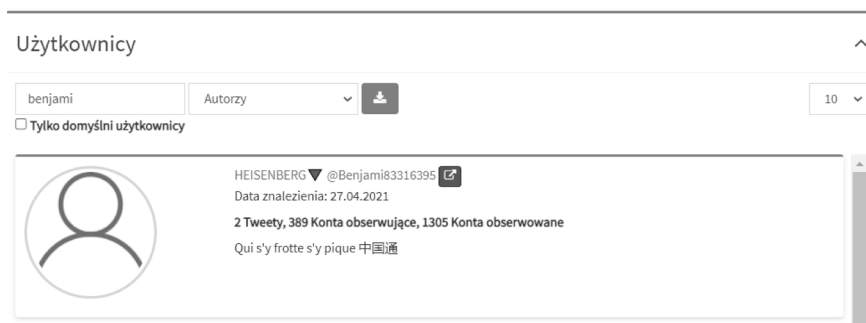 Użytkownicy
benjami Autorzy 10
Tylko domyślni użytkownicy
HEISENBERG▼ @Benjami83316395
Data znalezienia: 27.04.2021
2 Tweety, 389 Konta obserwujące, 1305 Konta obserwowane
Qui s'y frotte s'y pique 中国通